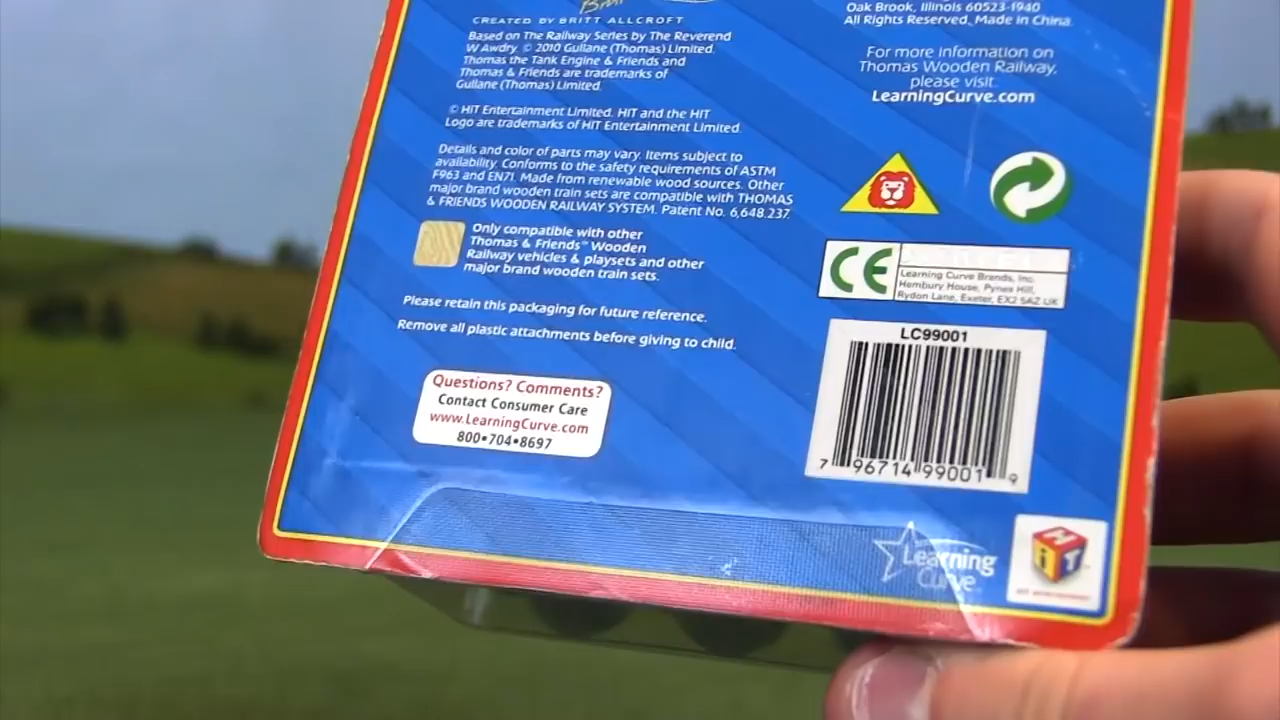 CREATED BY BRITT ALLCROFT
Based on The Railway Series by The Reverend
W Awdry. © 2010 Gullane (Thomas) Limited.
Thomas the Tank Engine & Friends and
Thomas & Friends are trademarks of
Gullane (Thomas) Limited.
© HIT Entertainment Limited. HIT and the HIT
Logo are trademarks of HIT Entertainment Limited.
Details and color of parts may vary. Items subject to
availability. Conforms to the safety requirements of ASTM
F963 and EN71. Made from renewable wood sources. Other
major brand wooden train sets are compatible with THOMAS
& FRIENDS WOODEN RAILWAY SYSTEM. Patent No. 6,648,237.
Only compatible with other
Thomas & Friends™ Wooden
Railway vehicles & playsets and other
major brand wooden train sets.
Please retain this packaging for future reference.
Remove all plastic attachments before giving to child.
Questions? Comments?
Contact Consumer Care
www.LearningCurve.com
800•704•8697
Oak Brook, Illinois 60523-1940
All Rights Reserved. Made in China.
For more information on
Thomas Wooden Railway,
please visit
LearningCurve.com
CE
Learning Curve Brands, Inc.
Hembury House, Pynes Hill,
Rydon Lane, Exeter, EX2 5AZ UK
LC99001
7 96714 99001 9
Learning
Curve
HiT